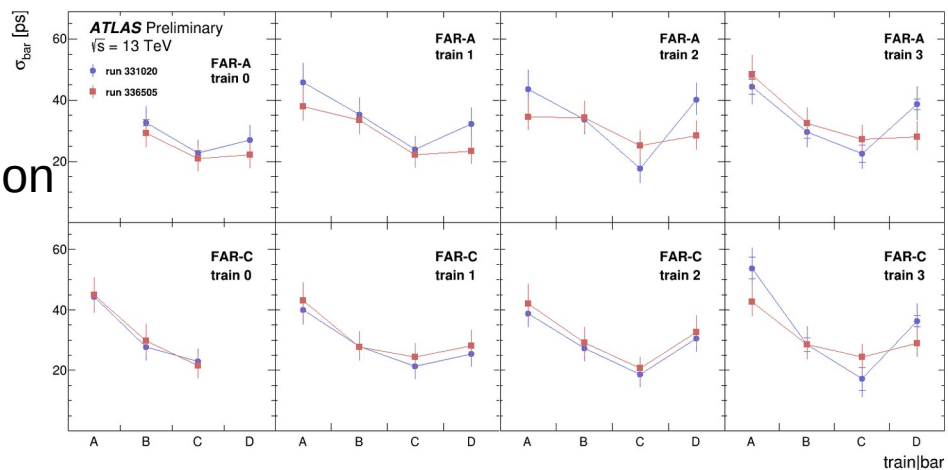 σbar [ps]
ATLAS Preliminary
√s = 13 TeV
run 331020
run 336505
FAR-A
train 0
FAR-A
train 1
FAR-A
train 2
FAR-A
train 3
60
40
20
on
FAR-C
train 0
FAR-C
train 1
FAR-C
train 2
FAR-C
train 3
60
40
20
A B C D A B C D A B C D A B C D
train|bar